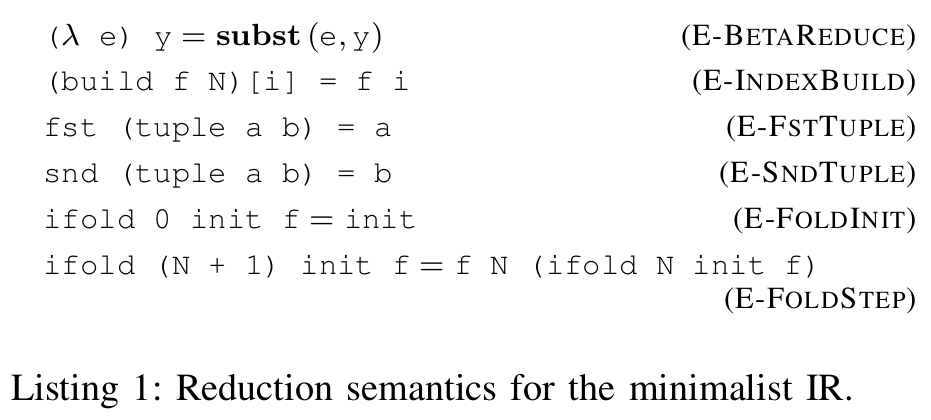 (λ e) y = subst (e, y) (E-BETAREDUCE)
(build f N)[i] = f i (E-INDEXBUILD)
fst (tuple a b) = a (E-FSTTUPLE)
snd (tuple a b) = b (E-SNDTUPLE)
ifold 0 init f = init (E-FOLDINIT)
ifold (N + 1) init f = f N (ifold N init f)
(E-FOLDSTEP)
Listing 1: Reduction semantics for the minimalist IR.